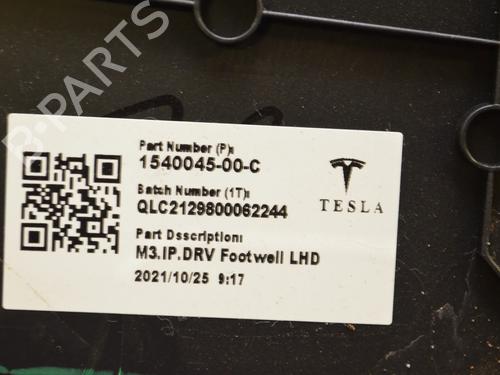 B-PARTS
Part Number (P):
1540045-00-C
Batch Number (1T):
QLC2129800062244
TESLA
Part Dsscription:
M3.IP.DRV Footwell LHD
2021/10/25 9:17
B-PARTS